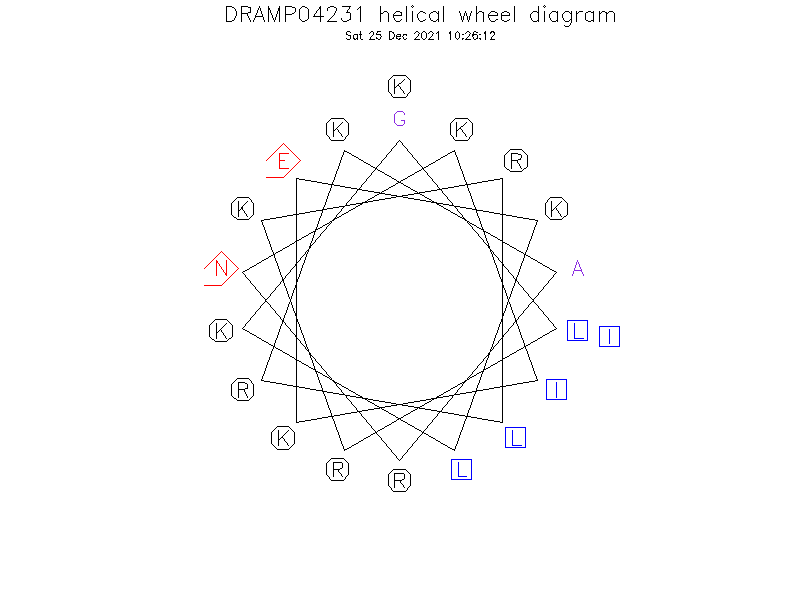 DRAMP04231 helical wheel diagram
Sat 25 Dec 2021 10:26:12
K
G
K K
E R
K K
N A
K L I
R I
K L
R L
R